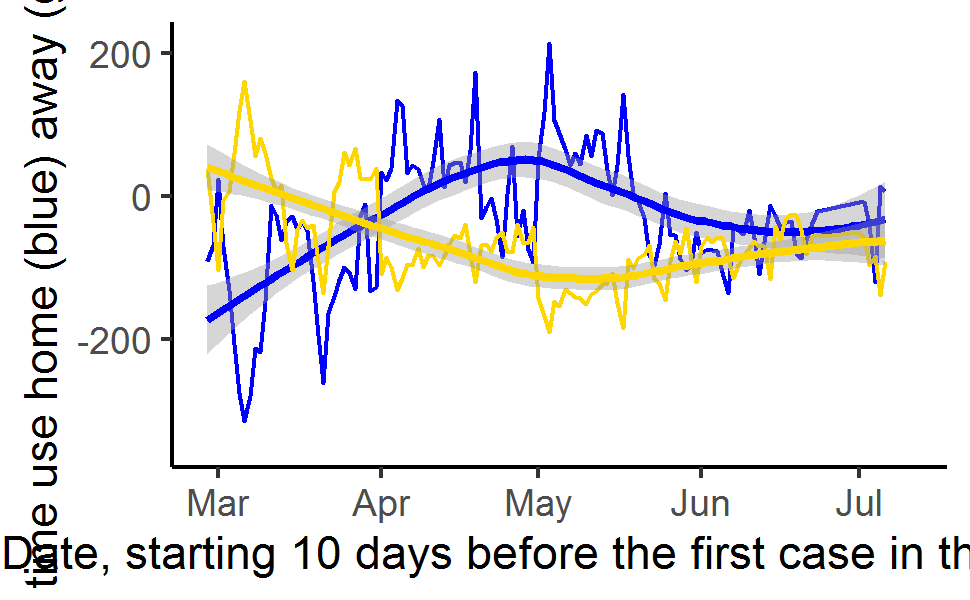 time use home (blue) away (g
200
0
-200
Mar Apr May Jun Jul
Date, starting 10 days before the first case in th